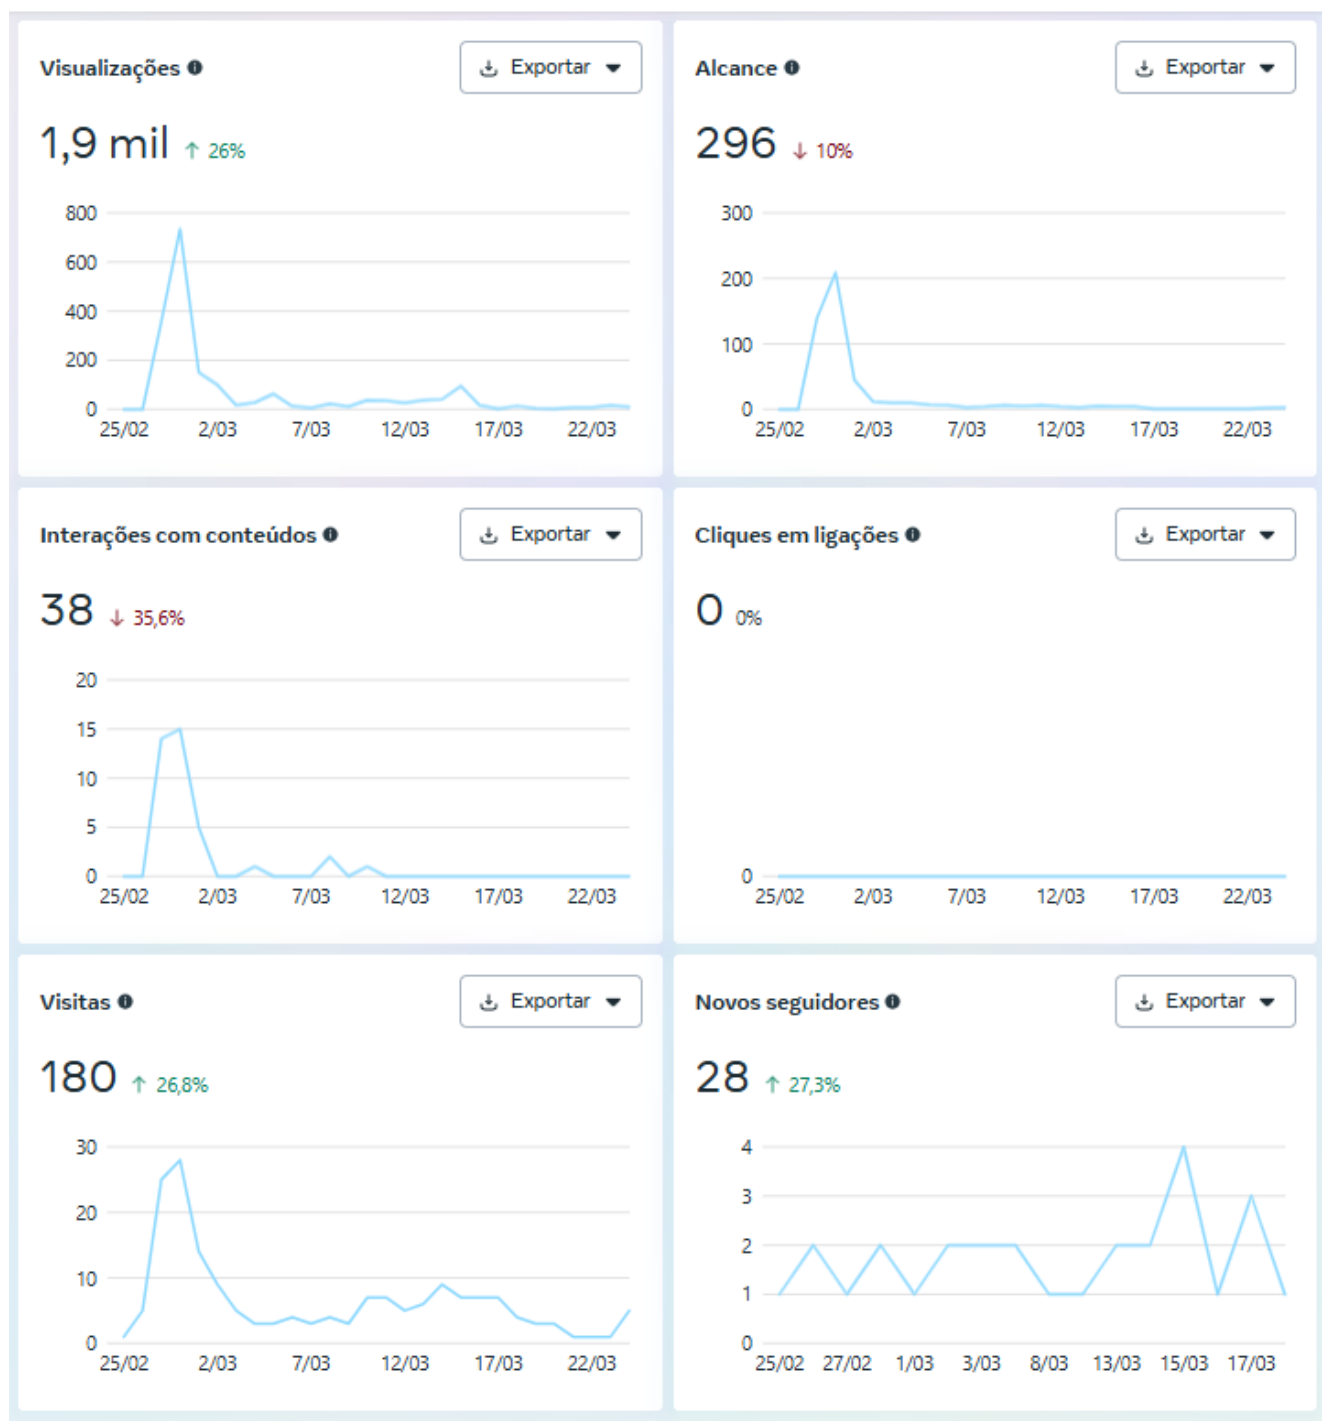 Visualizações
Exportar
1,9 mil ↑ 26%
800
600
400
200
0
25/02 2/03 7/03 12/03 17/03 22/03
Alcance
Exportar
296 ↓ 10%
300
200
100
0
25/02 2/03 7/03 12/03 17/03 22/03
Interações com conteúdos
Exportar
38 ↓ 35,6%
20
15
10
5
0
25/02 2/03 7/03 12/03 17/03 22/03
Cliques em ligações
Exportar
0 0%
0
25/02 2/03 7/03 12/03 17/03 22/03
Visitas
Exportar
180 ↑ 26,8%
30
20
10
0
25/02 2/03 7/03 12/03 17/03 22/03
Novos seguidores
Exportar
28 ↑ 27,3%
4
3
2
1
0
25/02 27/02 1/03 3/03 8/03 13/03 15/03 17/03